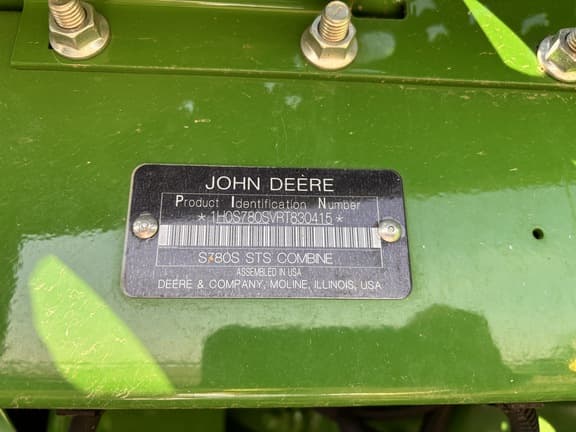 JOHN DEERE
Product Identification Number
*1H0S780SVRT830415*
S780S STS COMBINE
ASSEMBLED IN USA
DEERE & COMPANY, MOLINE, ILLINOIS, USA